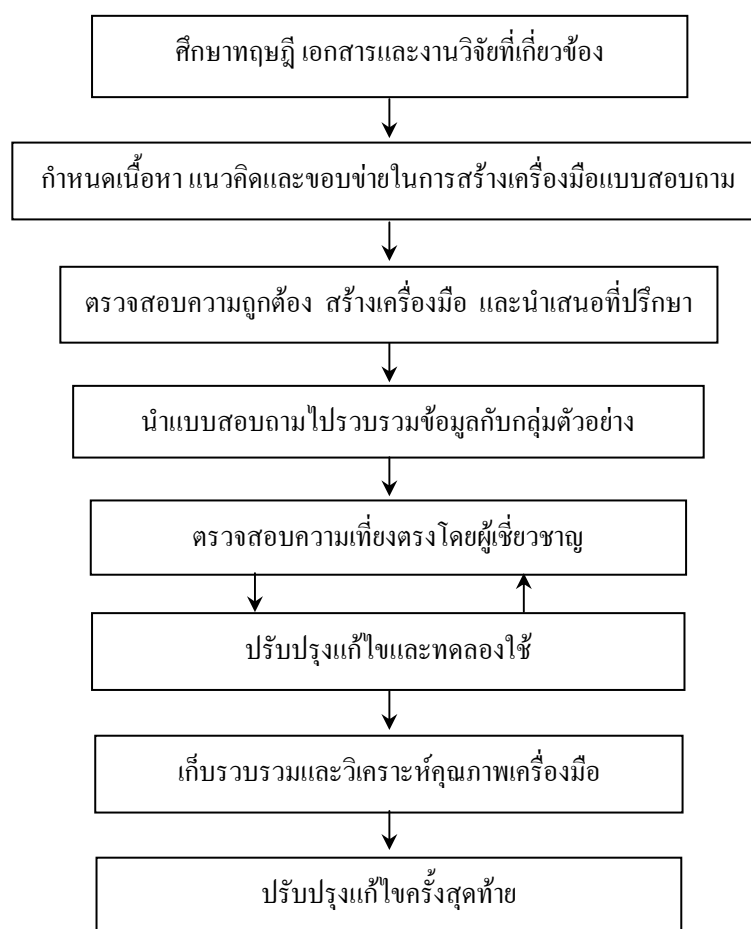 ศึกษาทฤษฎี เอกสารและงานวิจัยที่เกี่ยวข้อง
กำหนดเนื้อหา แนวคิดและขอบข่ายในการสร้างเครื่องมือแบบสอบถาม
ตรวจสอบความถูกต้อง สร้างเครื่องมือ และนำเสนอที่ปรึกษา
นำแบบสอบถามไปรวบรวมข้อมูลกับกลุ่มตัวอย่าง
ตรวจสอบความเที่ยงตรงโดยผู้เชี่ยวชาญ
ปรับปรุงแก้ไขและทดลองใช้
เก็บรวบรวมและวิเคราะห์คุณภาพเครื่องมือ
ปรับปรุงแก้ไขครั้งสุดท้าย